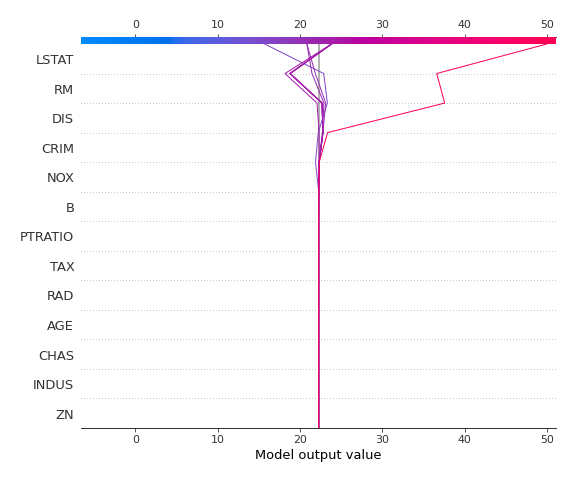 0 10 20 30 40 50
LSTAT
RM
DIS
CRIM
NOX
B
PTRATIO
TAX
RAD
AGE
CHAS
INDUS
ZN
0 10 20 30 40 50
Model output value